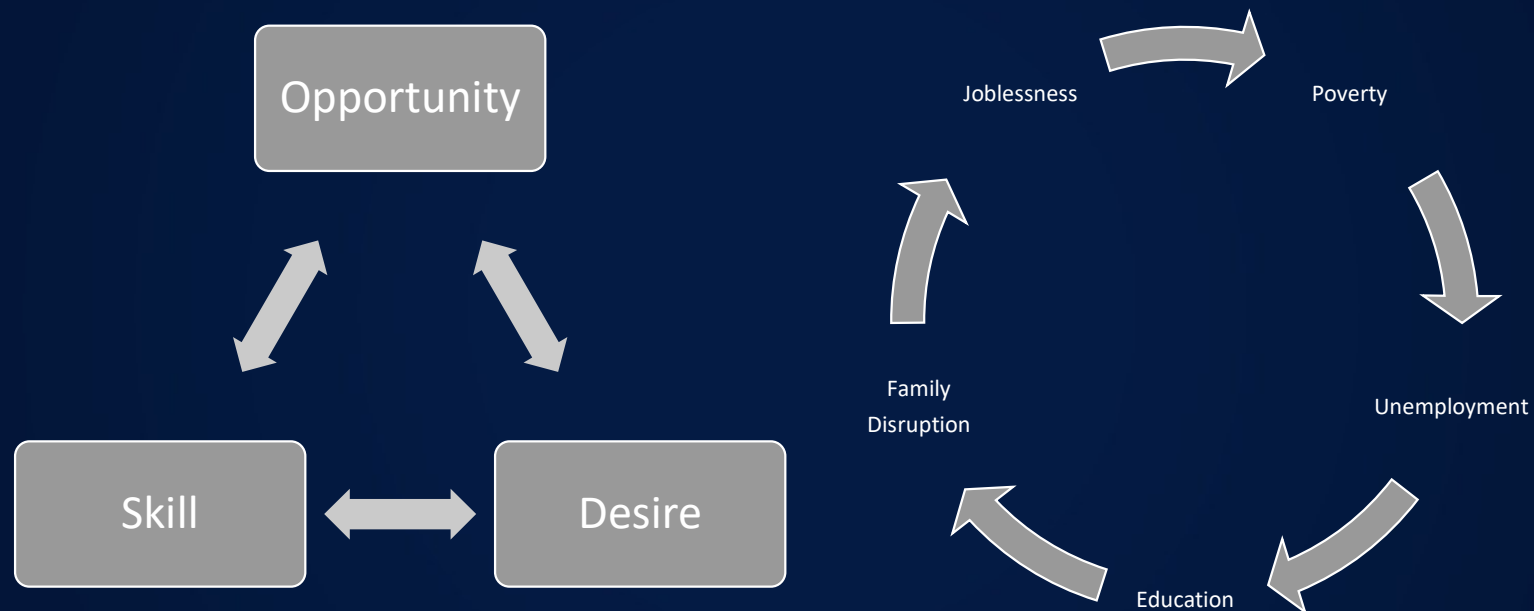 Opportunity
Skill
Desire
Joblessness
Poverty
Unemployment
Education
Family
Disruption